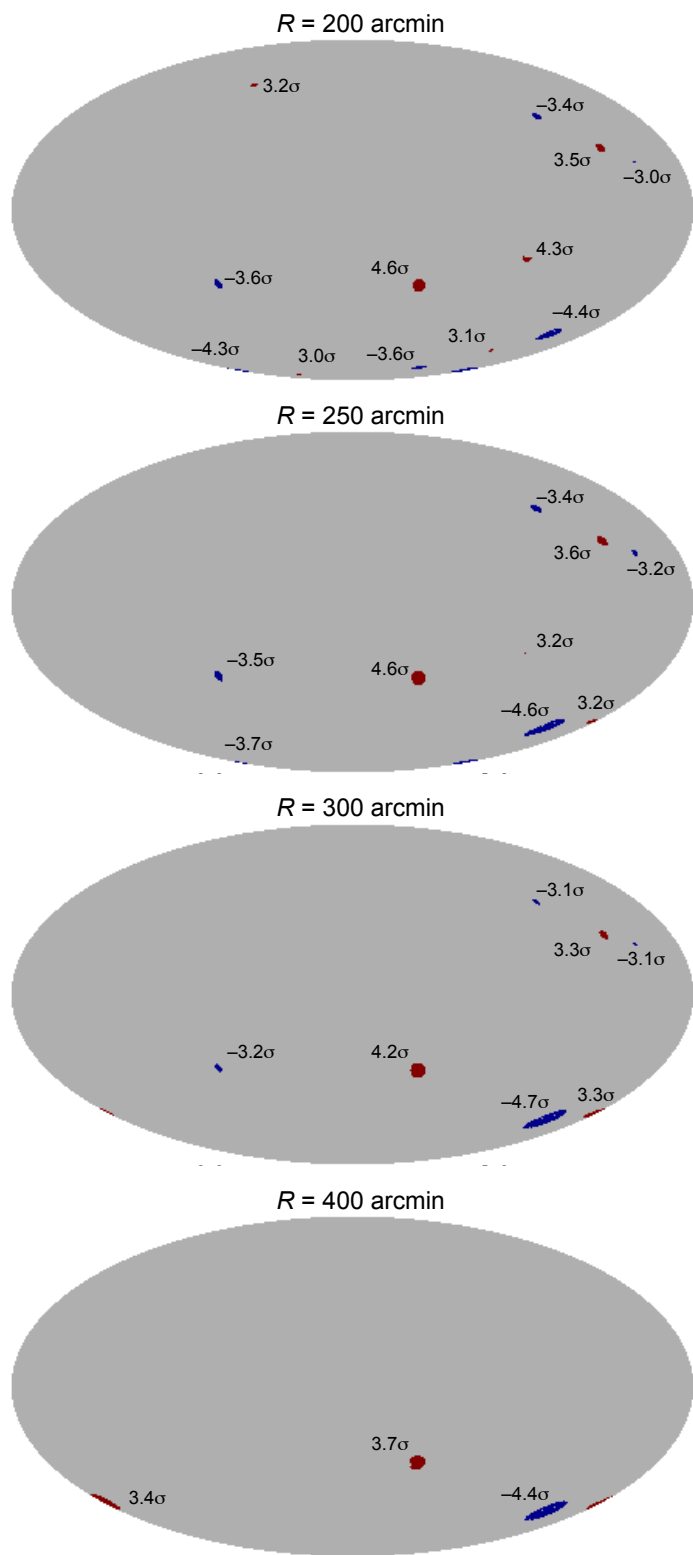 R = 200 arcmin
3.2σ
–3.4σ
3.5σ
–3.0σ
4.3σ
4.6σ
–3.6σ
–4.4σ
3.1σ
–4.3σ
3.0σ
–3.6σ
R = 250 arcmin
–3.4σ
3.6σ
–3.2σ
3.2σ
–3.5σ
4.6σ
–4.6σ
3.2σ
–3.7σ
R = 300 arcmin
–3.1σ
3.3σ
–3.1σ
–3.2σ
4.2σ
–4.7σ
3.3σ
R = 400 arcmin
3.7σ
3.4σ
–4.4σ